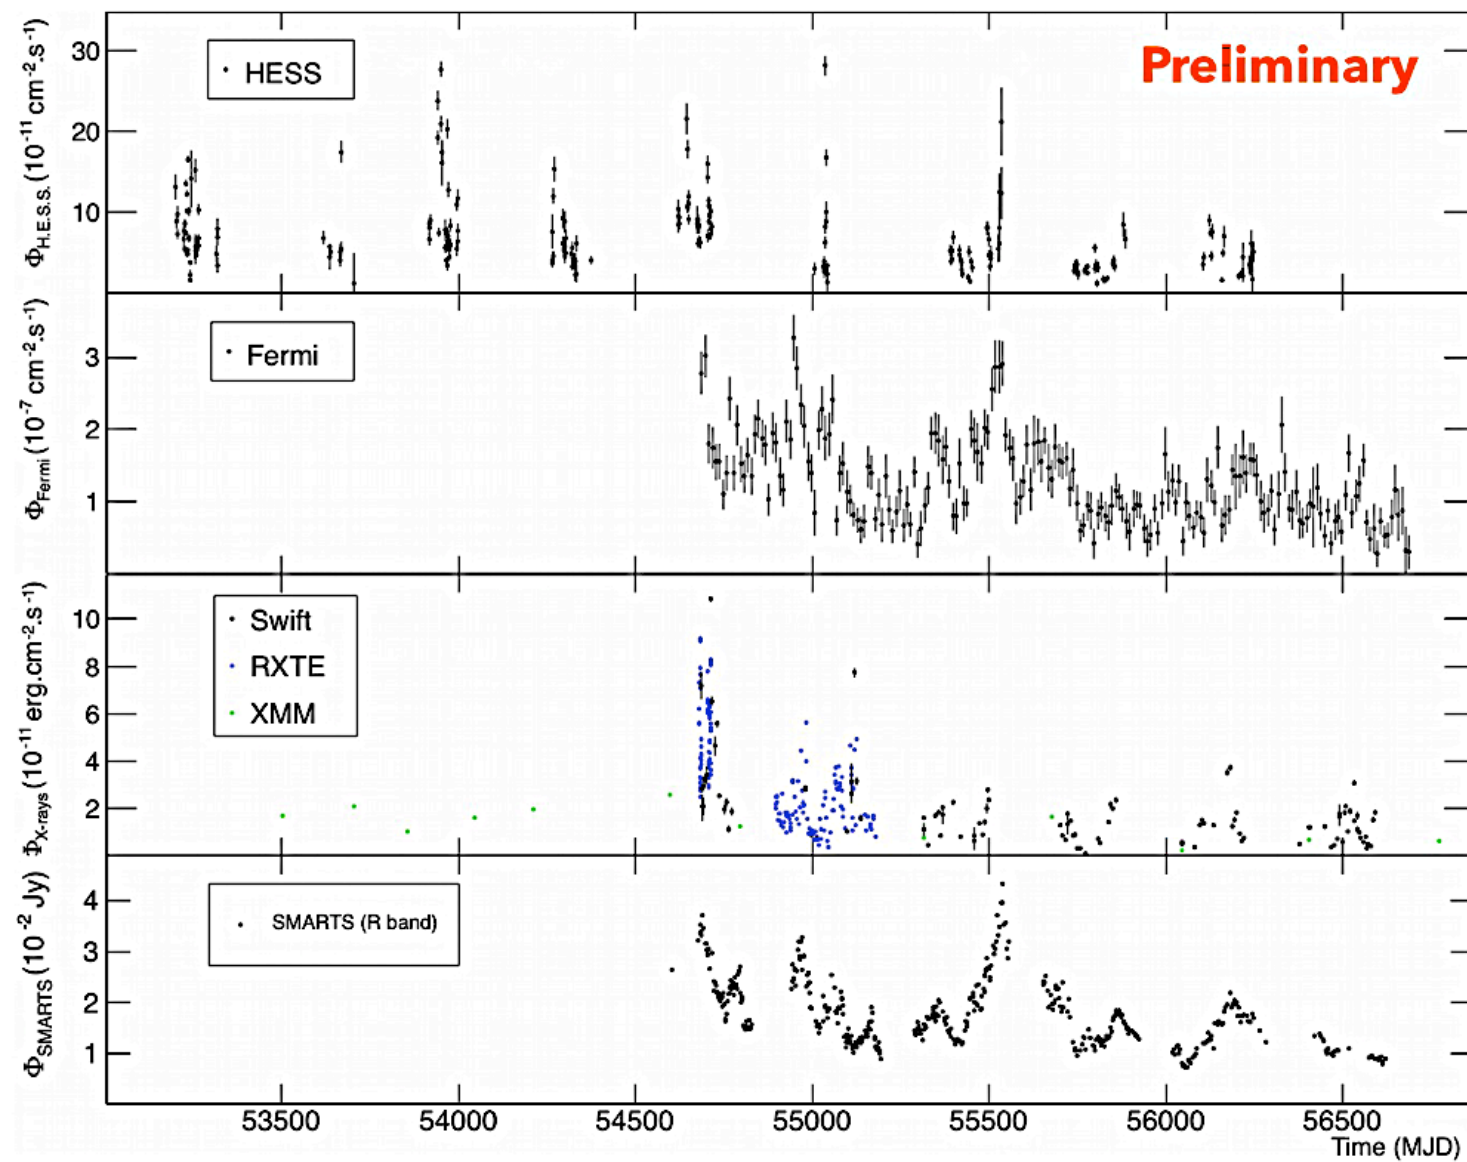 Preliminary
HESS
ΦH.E.S.S. (10-11 cm-2.s-1)
30
20
10
Fermi
ΦFermi (10-7 cm-2.s-1)
3
2
1
Swift
RXTE
XMM
ΦX-rays (10-11 erg.cm-2.s-1)
10
8
6
4
2
SMARTS (R band)
ΦSMARTS (10-2 Jy)
4
3
2
1
53500 54000 54500 55000 55500 56000 56500
Time (MJD)